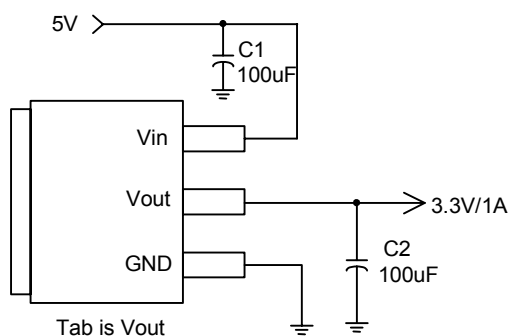 5V
C1
100uF
Vin
Vout
3.3V/1A
C2
100uF
GND
Tab is Vout